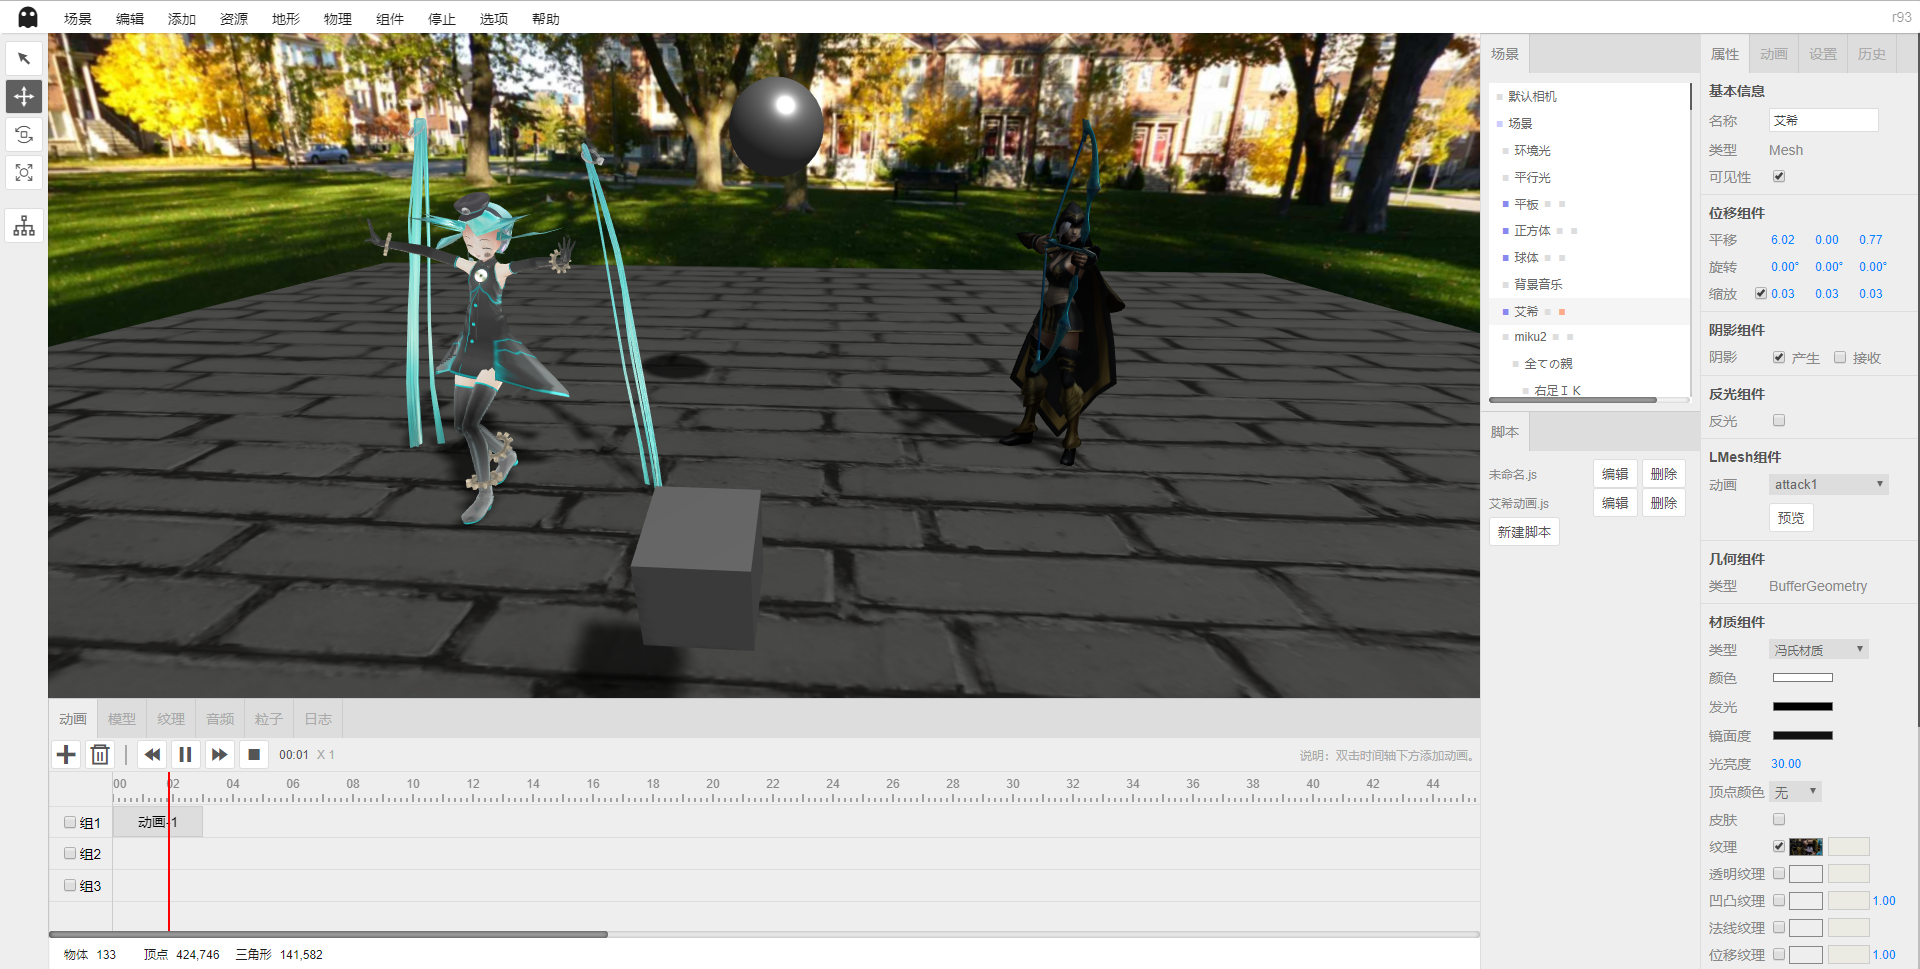 场景 编辑 添加 资源 地形 物理 组件 停止 选项 帮助 r93
场景
默认相机
场景
环境光
平行光
平板
正方体
球体
背景音乐
艾希
miku2
全ての親
右足ＩＫ
脚本
未命名.js 编辑 删除
艾希动画.js 编辑 删除
新建脚本
属性 动画 设置 历史
基本信息
名称 艾希
类型 Mesh
可见性
位移组件
平移 6.02 0.00 0.77
旋转 0.00° 0.00° 0.00°
缩放 0.03 0.03 0.03
阴影组件
阴影 产生 接收
反光组件
反光
LMesh组件
动画 attack1
预览
几何组件
类型 BufferGeometry
材质组件
类型 冯氏材质
颜色
发光
镜面度
光亮度 30.00
顶点颜色 无
皮肤
纹理
透明纹理
凹凸纹理 1.00
法线纹理
位移纹理 1.00
动画 模型 纹理 音频 粒子 日志
00:01 X 1 说明：双击时间轴下方添加动画。
00 02 04 06 08 10 12 14 16 18 20 22 24 26 28 30 32 34 36 38 40 42 44
组1 动画-1
组2
组3
物体 133 顶点 424,746 三角形 141,582